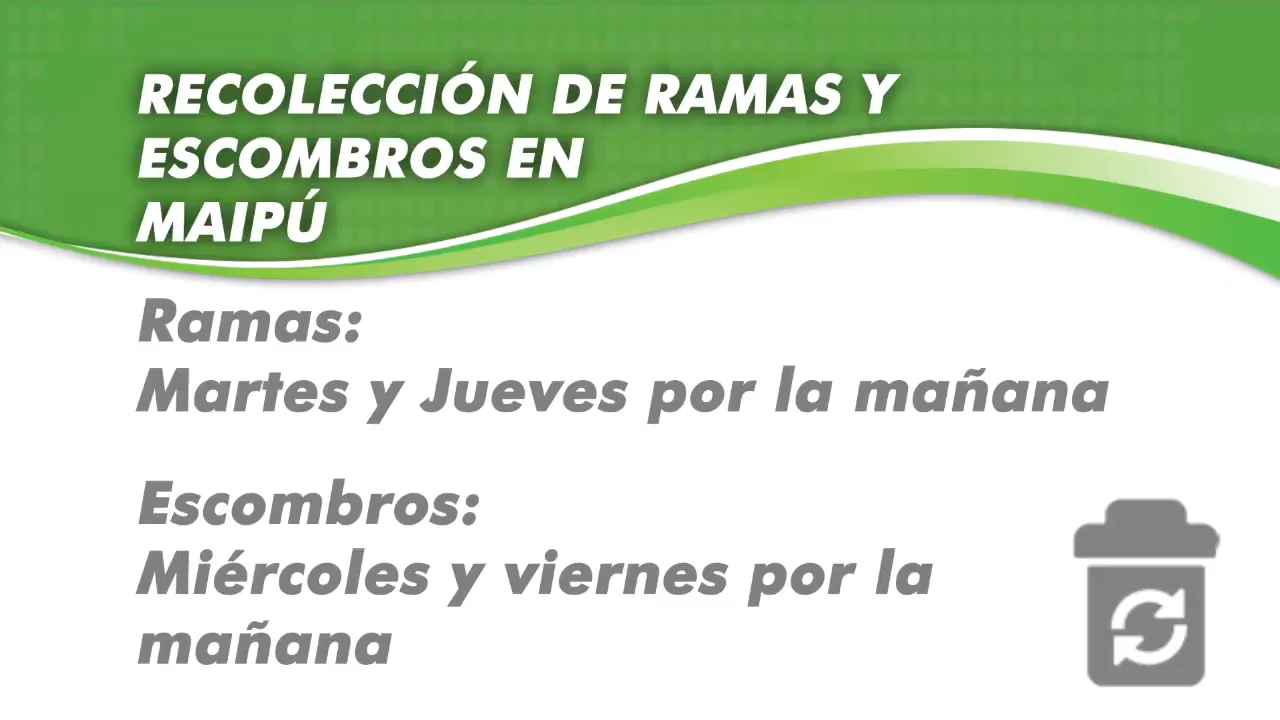 RECOLECCIÓN DE RAMAS Y
ESCOMBROS EN
MAIPÚ
Ramas:
Martes y Jueves por la mañana
Escombros:
Miércoles y viernes por la
mañana